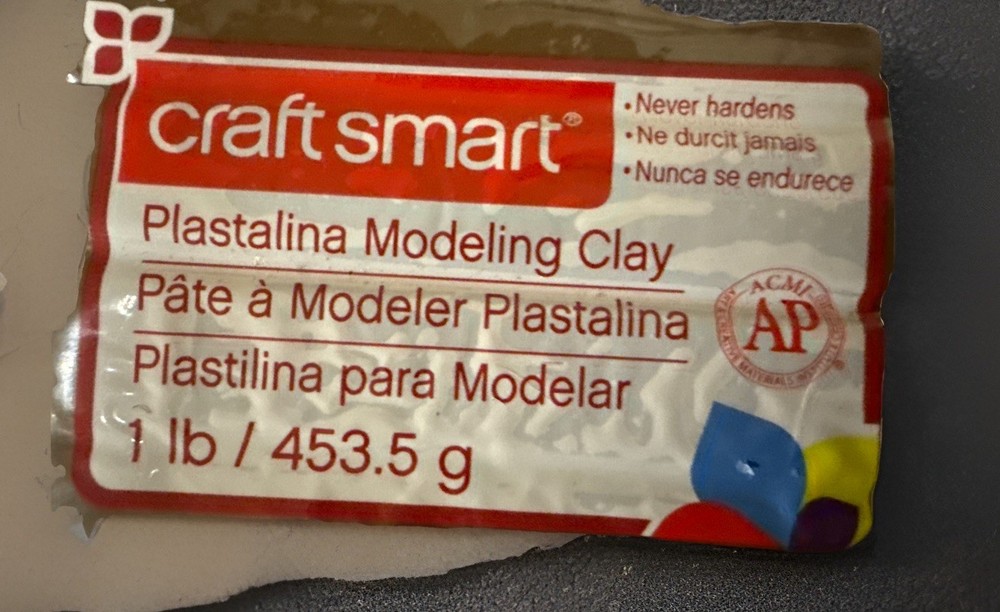 craft smart®
• Never hardens
• Ne durcit jamais
• Nunca se endurece
Plastalina Modeling Clay
Pâte à Modeler Plastalina
Plastilina para Modelar
1 lb / 453.5 g
ACMI
AP
MATERIALS